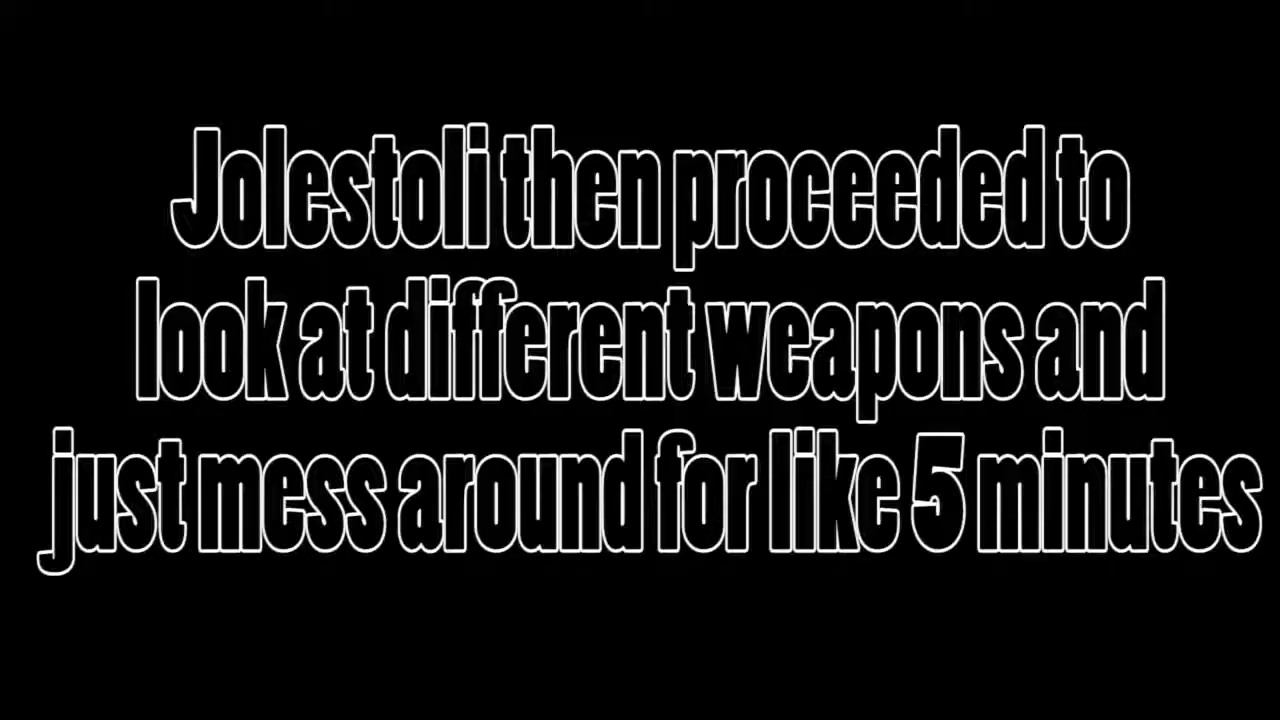 Jolestoli then proceeded to
look at different weapons and
just mess around for like 5 minutes